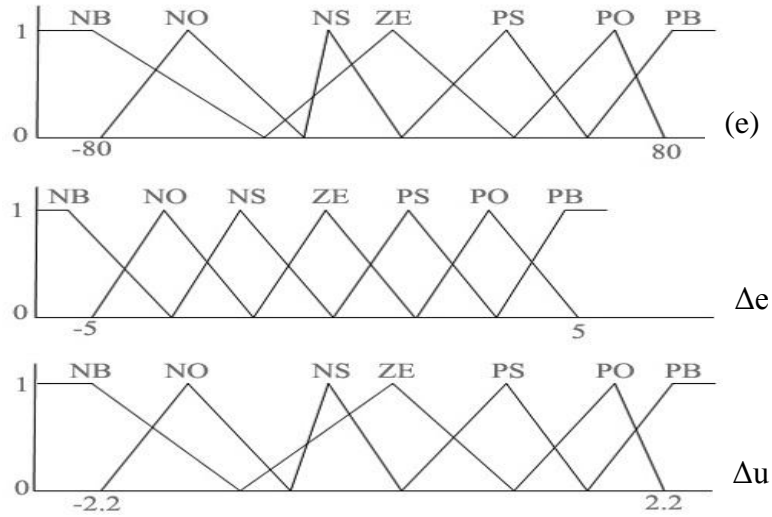 NB NO NS ZE PS PO PB
1
(e)
0
-80 80
NB NO NS ZE PS PO PB
1
Δe
0
-5 5
NB NO NS ZE PS PO PB
1
Δu
0
-2.2 2.2